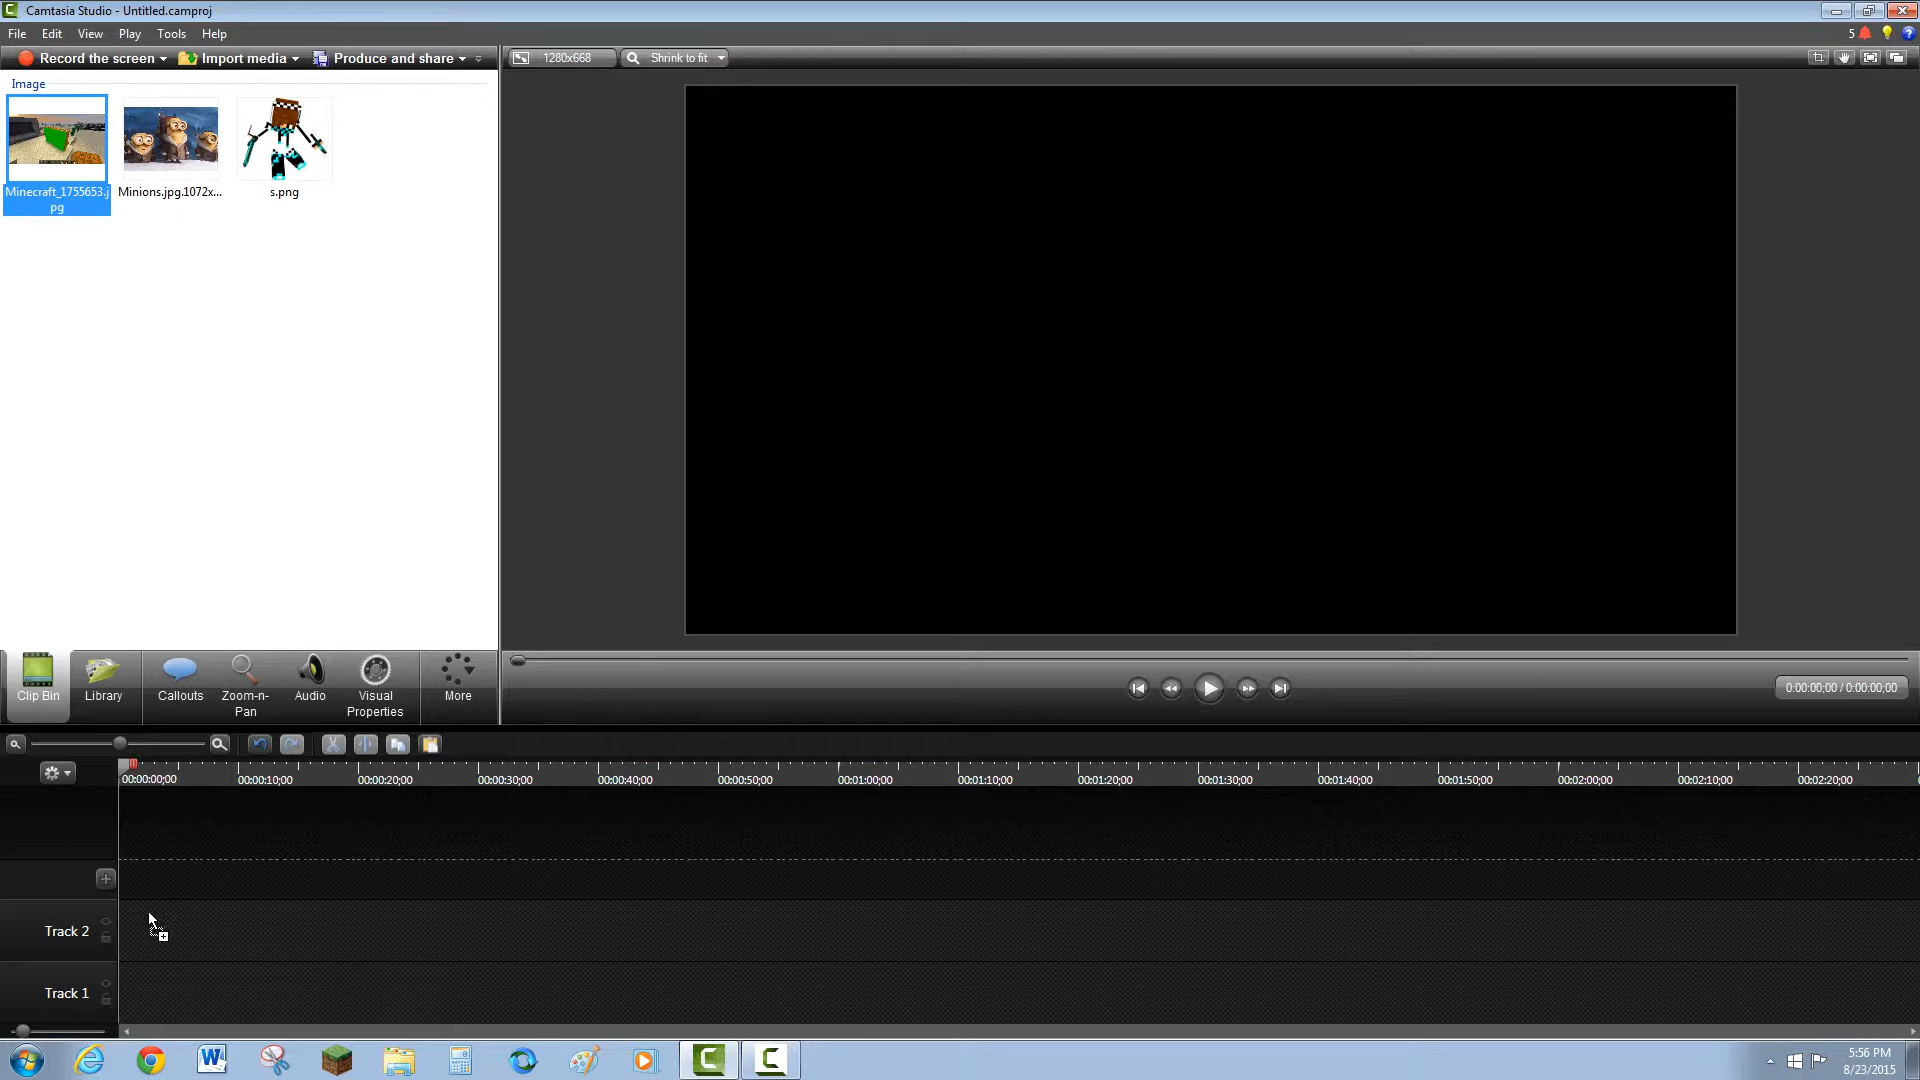 Camtasia Studio - Untitled.camproj
File Edit View Play Tools Help 5
Record the screen Import media Produce and share 1280x668 Shrink to fit
Image
Minecraft_1755653.j
pg
Minions.jpg.1072x...
s.png
Clip Bin Library Callouts Zoom-n-
Pan Audio Visual
Properties More
0:00:00;00 / 0:00:00;00
00:00:00;00 00:00:10;00 00:00:20;00 00:00:30;00 00:00:40;00 00:00:50;00 00:01:00;00 00:01:10;00 00:01:20;00 00:01:30;00 00:01:40;00 00:01:50;00 00:02:00;00 00:02:10;00 00:02:20;00
Track 2
Track 1
5:56 PM
8/23/2015